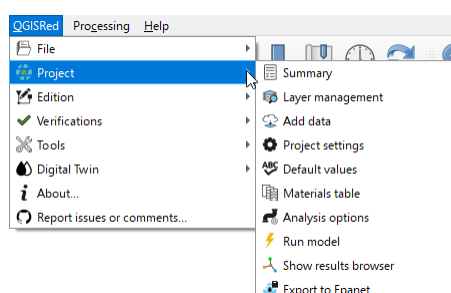 QGISRed Processing Help
File
Project
Edition
Verifications
Tools
Digital Twin
About...
Report issues or comments...
Summary
Layer management
Add data
Project settings
ABC Default values
Materials table
Analysis options
Run model
Show results browser
Export to Epanet